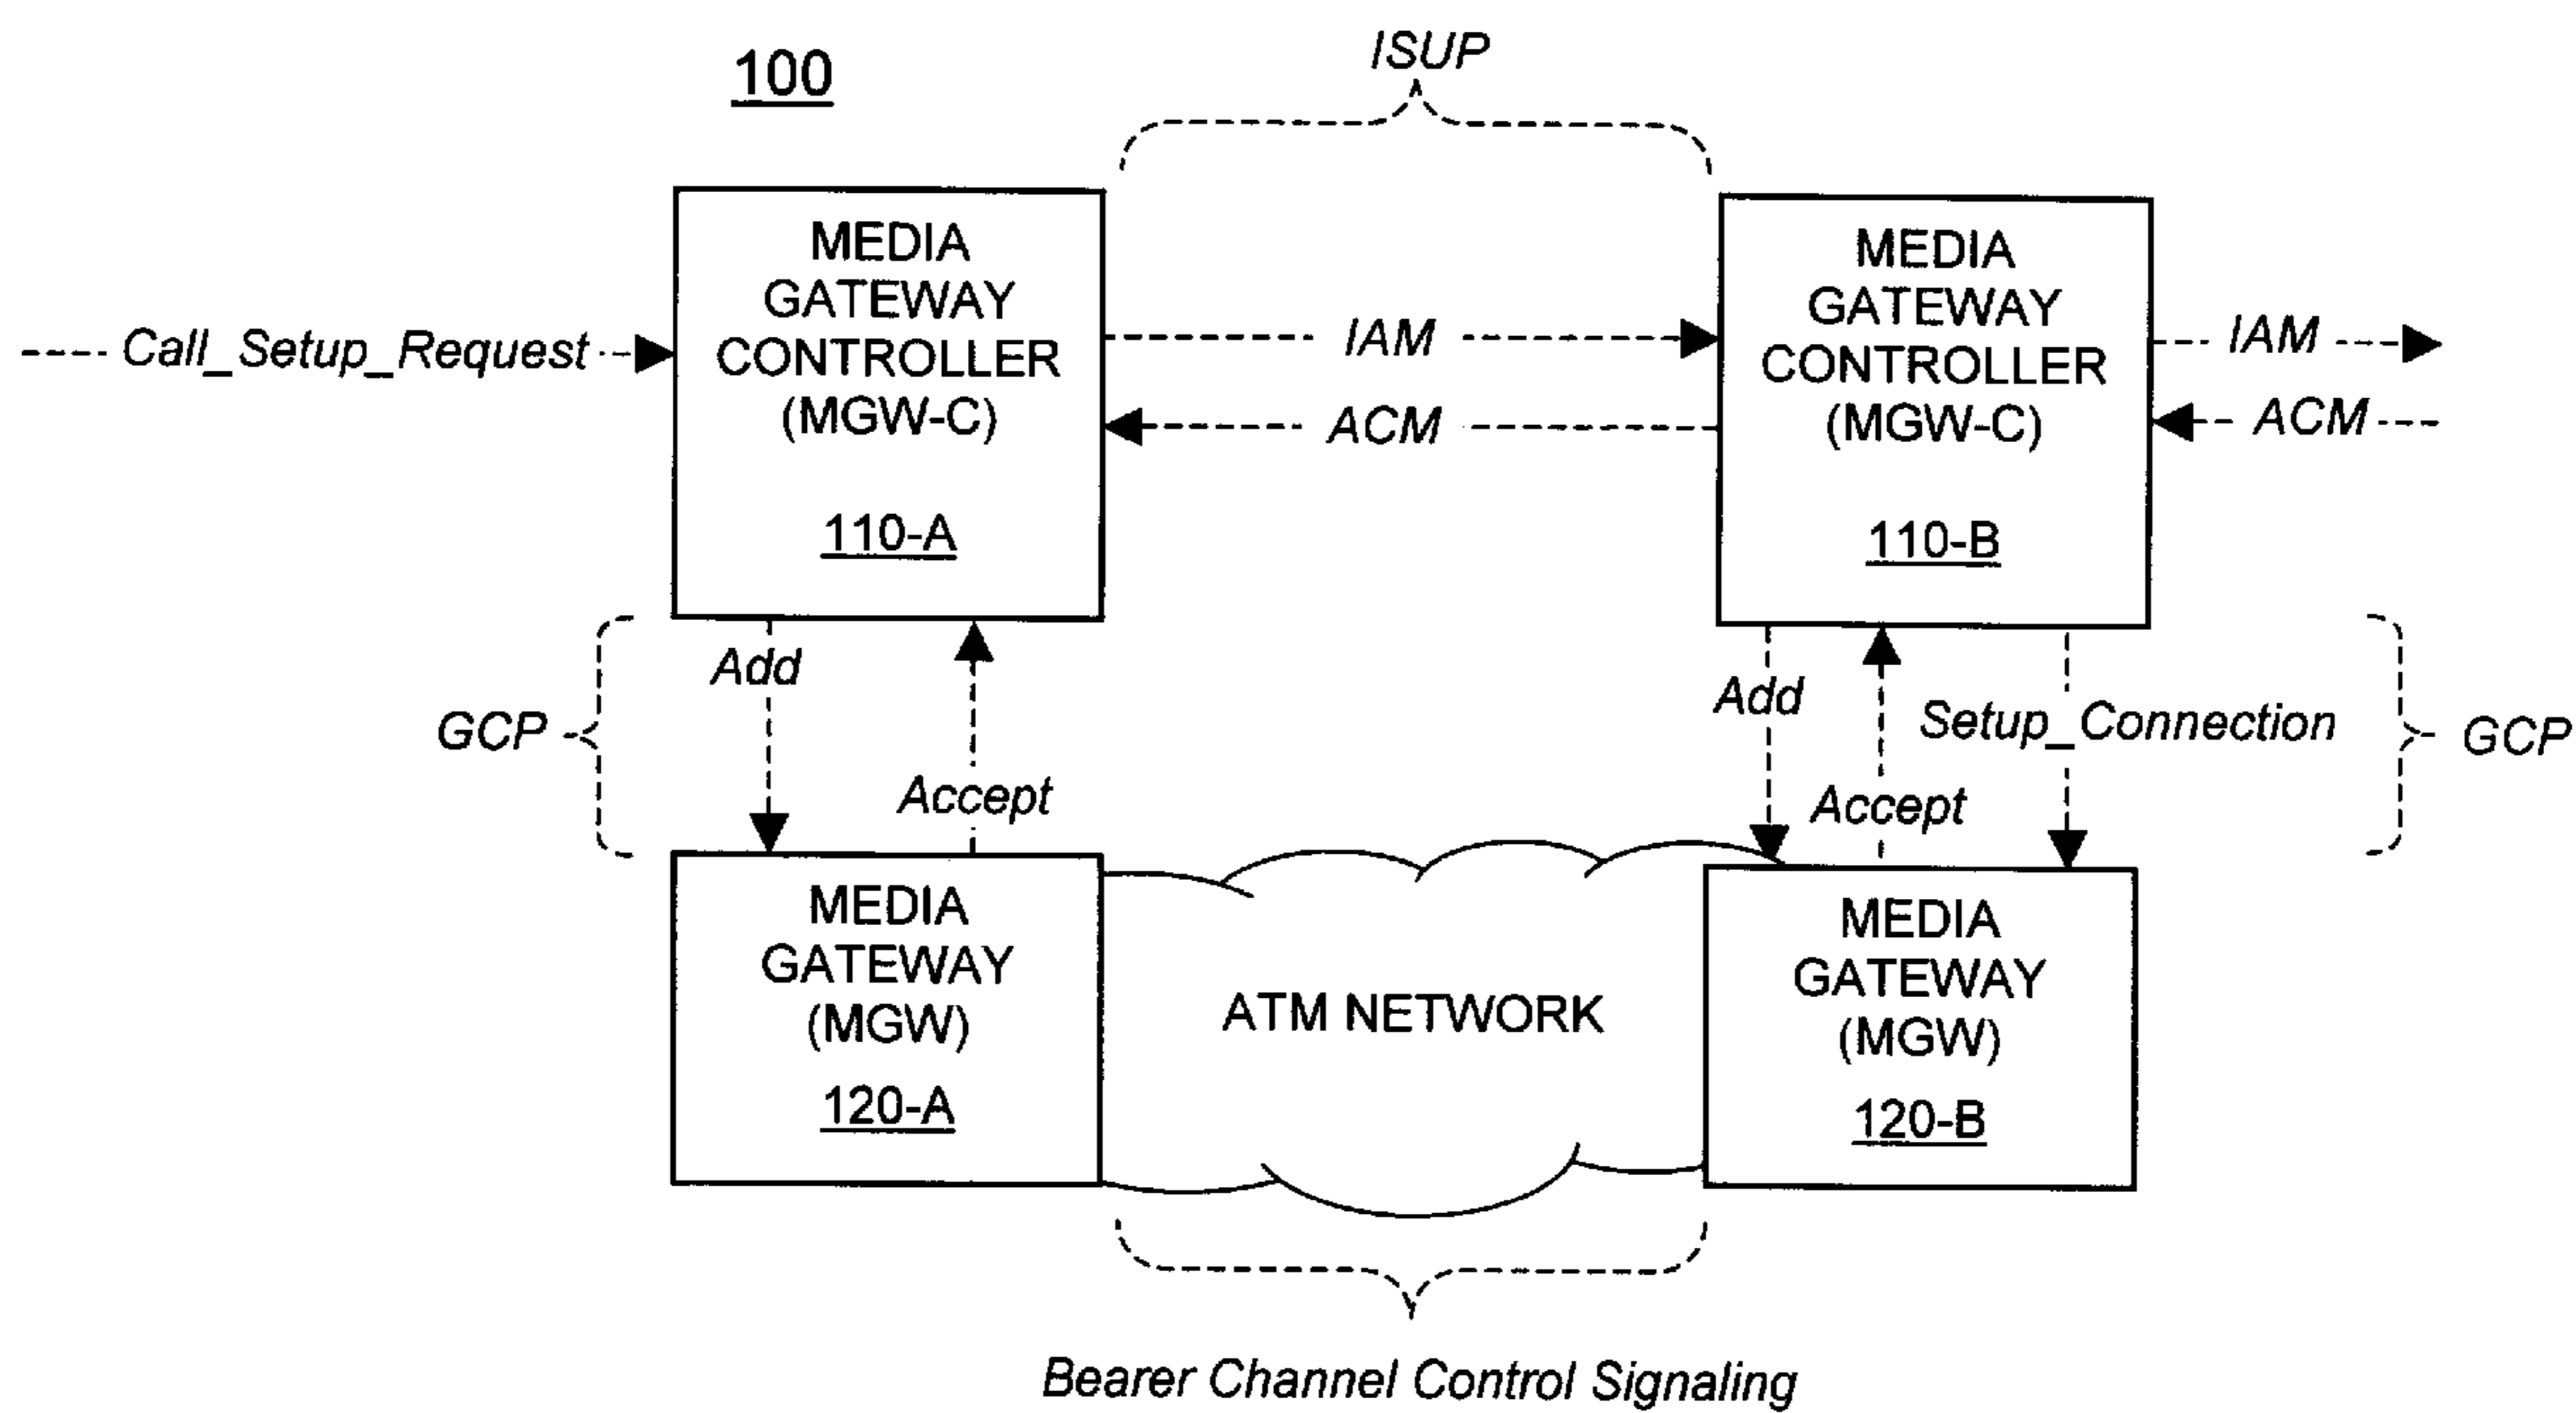 100
ISUP
MEDIA
GATEWAY
CONTROLLER
(MGW-C)
110-A
MEDIA
GATEWAY
CONTROLLER
(MGW-C)
110-B
Call_Setup_Request
IAM
ACM
IAM
ACM
GCP
Add
Accept
Add
Accept
Setup_Connection
GCP
MEDIA
GATEWAY
(MGW)
120-A
ATM NETWORK
MEDIA
GATEWAY
(MGW)
120-B
Bearer Channel Control Signaling